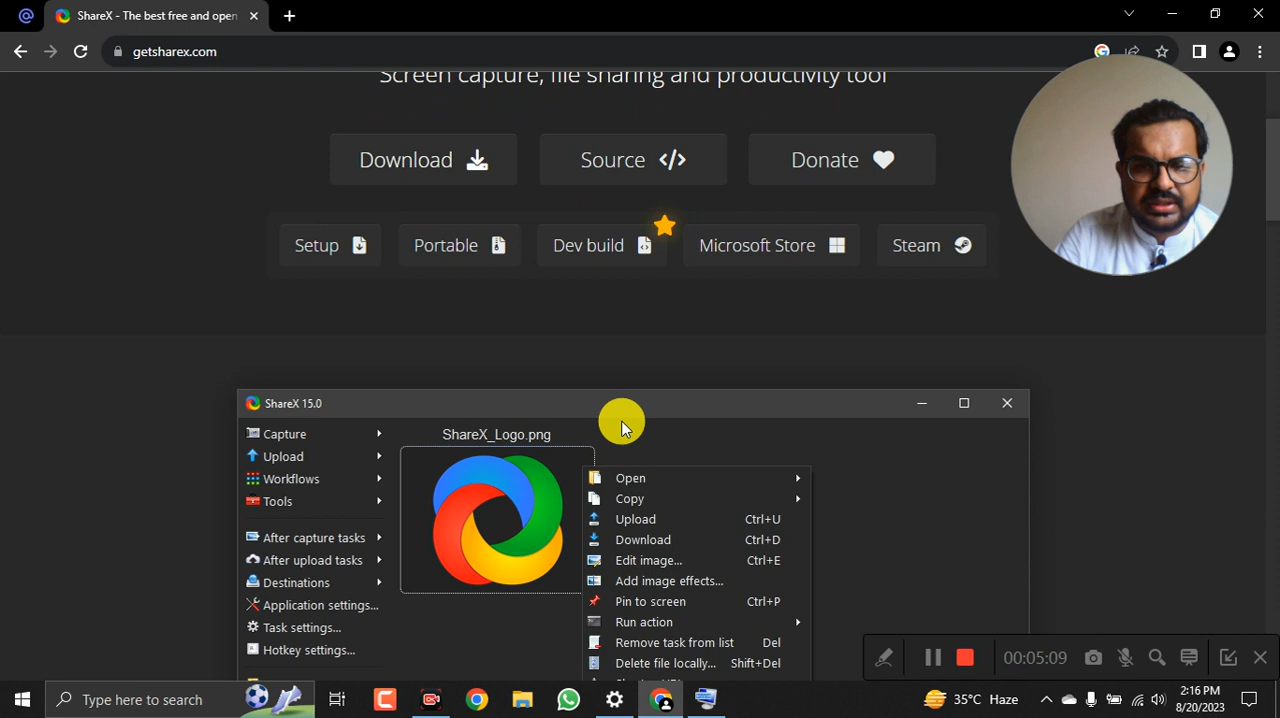 ShareX - The best free and open
getsharex.com
Screen capture, file sharing and productivity tool
Download
Source
Donate
Setup
Portable
Dev build
Microsoft Store
Steam
ShareX 15.0
Capture
Upload
Workflows
Tools
After capture tasks
After upload tasks
Destinations
Application settings...
Task settings...
Hotkey settings...
ShareX_Logo.png
Open
Copy
Upload Ctrl+U
Download Ctrl+D
Edit image... Ctrl+E
Add image effects...
Pin to screen Ctrl+P
Run action
Remove task from list Del
Delete file locally... Shift+Del
00:05:09
Type here to search
35°C Haze
2:16 PM
8/20/2023